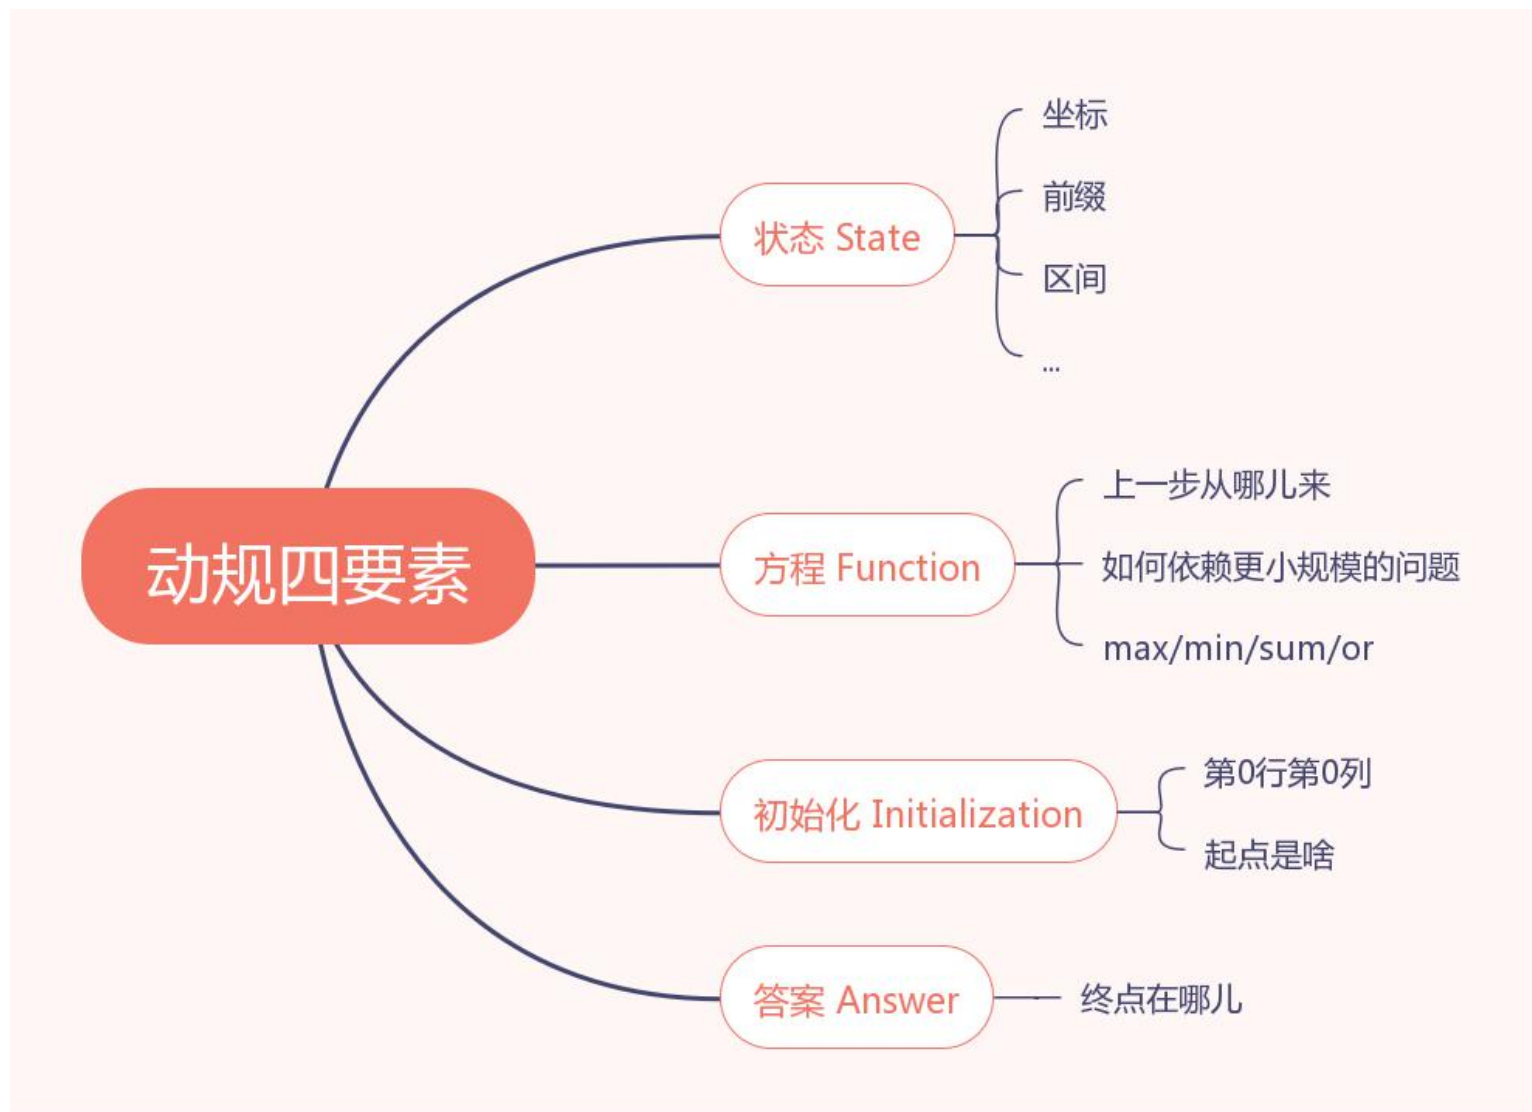 动规四要素
状态 State
坐标
前缀
区间
...
方程 Function
上一步从哪儿来
如何依赖更小规模的问题
max/min/sum/or
初始化 Initialization
第0行第0列
起点是啥
答案 Answer
终点在哪儿